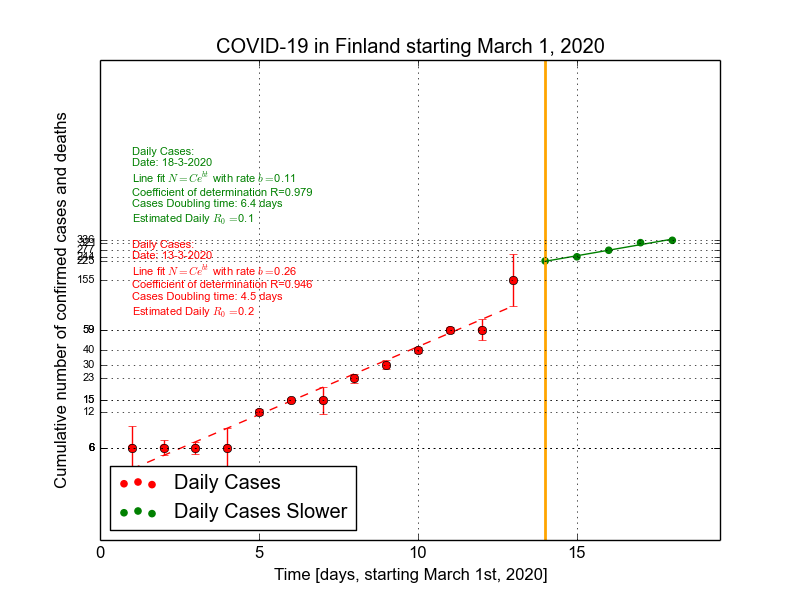 COVID-19 in Finland starting March 1, 2020
Cumulative number of confirmed cases and deaths
Daily Cases:
Date: 18-3-2020
Line fit N = Ce^{bt} with rate b =0.11
Coefficient of determination R=0.979
Cases Doubling time: 6.4 days
Estimated Daily R_0 =0.1
336
277
225
Daily Cases:
Date: 13-3-2020
Line fit N = Ce^{bt} with rate b =0.26
Coefficient of determination R=0.946
Cases Doubling time: 4.5 days
Estimated Daily R_0 =0.2
155
59
40
30
23
15
12
6
Daily Cases
Daily Cases Slower
0
5
10
15
Time [days, starting March 1st, 2020]